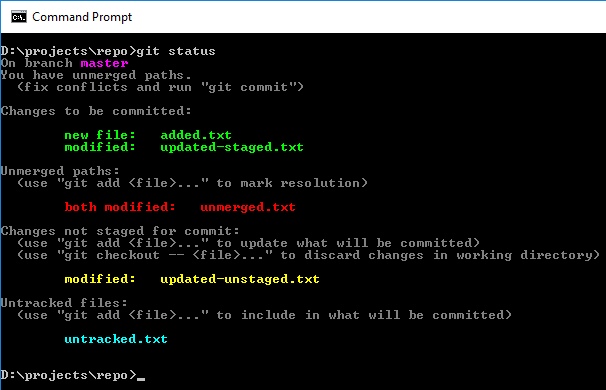 C:\.
Command Prompt
D:\projects\repo>git status
On branch master
You have unmerged paths.
(fix conflicts and run "git commit")
Changes to be committed:
new file: added.txt
modified: updated-staged.txt
Unmerged paths:
(use "git add <file>..." to mark resolution)
both modified: unmerged.txt
Changes not staged for commit:
(use "git add <file>..." to update what will be committed)
(use "git checkout -- <file>..." to discard changes in working directory)
modified: updated-unstaged.txt
Untracked files:
(use "git add <file>..." to include in what will be committed)
untracked.txt
D:\projects\repo>_